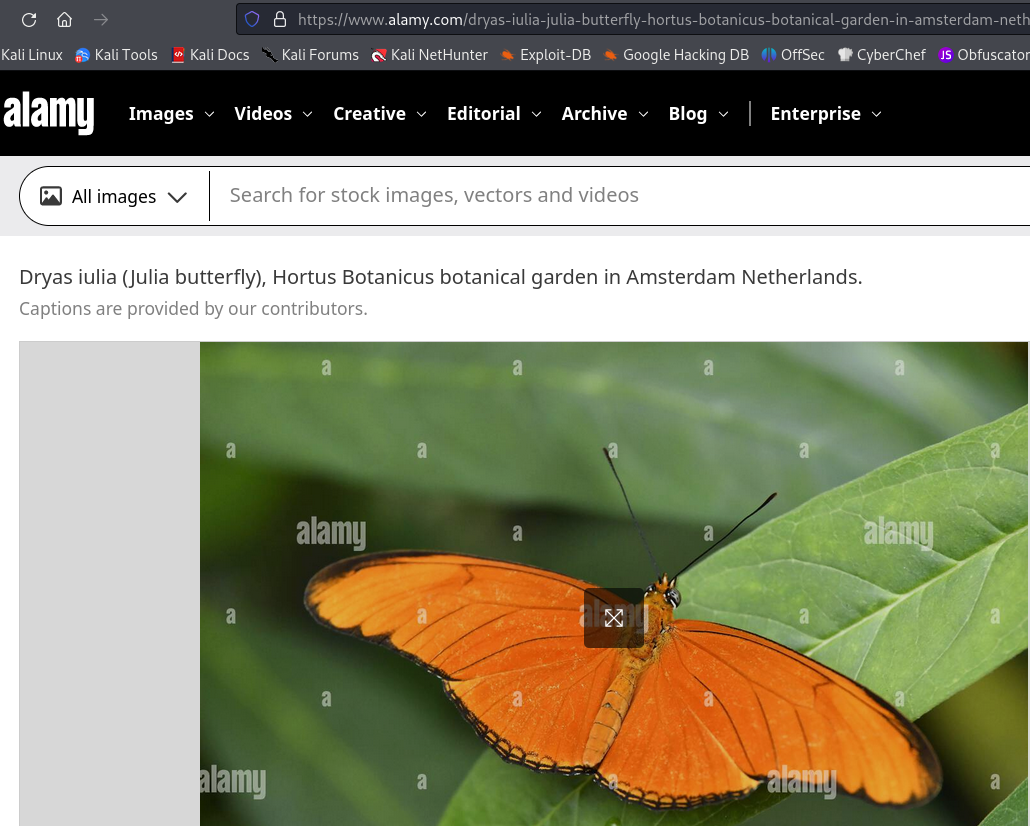 https://www.alamy.com/dryas-iulia-julia-butterfly-hortus-botanicus-botanical-garden-in-amsterdam-neth
Kali Linux Kali Tools Kali Docs Kali Forums Kali NetHunter Exploit-DB Google Hacking DB OffSec CyberChef JS Obfuscator
alamy Images Videos Creative Editorial Archive Blog Enterprise
All images Search for stock images, vectors and videos
Dryas iulia (Julia butterfly), Hortus Botanicus botanical garden in Amsterdam Netherlands.
Captions are provided by our contributors.
a a a a
a a a a a
alamy a a alamy
a a alamy a a
a a a a
alamy a a alamy a